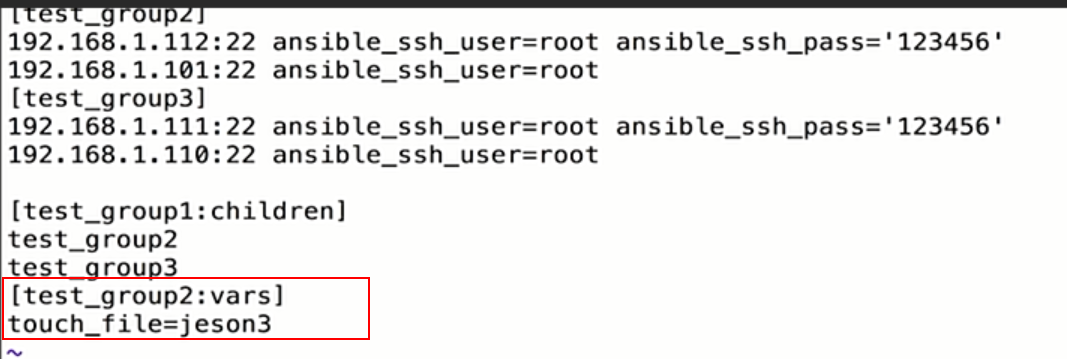 [test_group2]
192.168.1.112:22 ansible_ssh_user=root ansible_ssh_pass='123456'
192.168.1.101:22 ansible_ssh_user=root
[test_group3]
192.168.1.111:22 ansible_ssh_user=root ansible_ssh_pass='123456'
192.168.1.110:22 ansible_ssh_user=root
[test_group1:children]
test_group2
test_group3
[test_group2:vars]
touch_file=jeson3
~